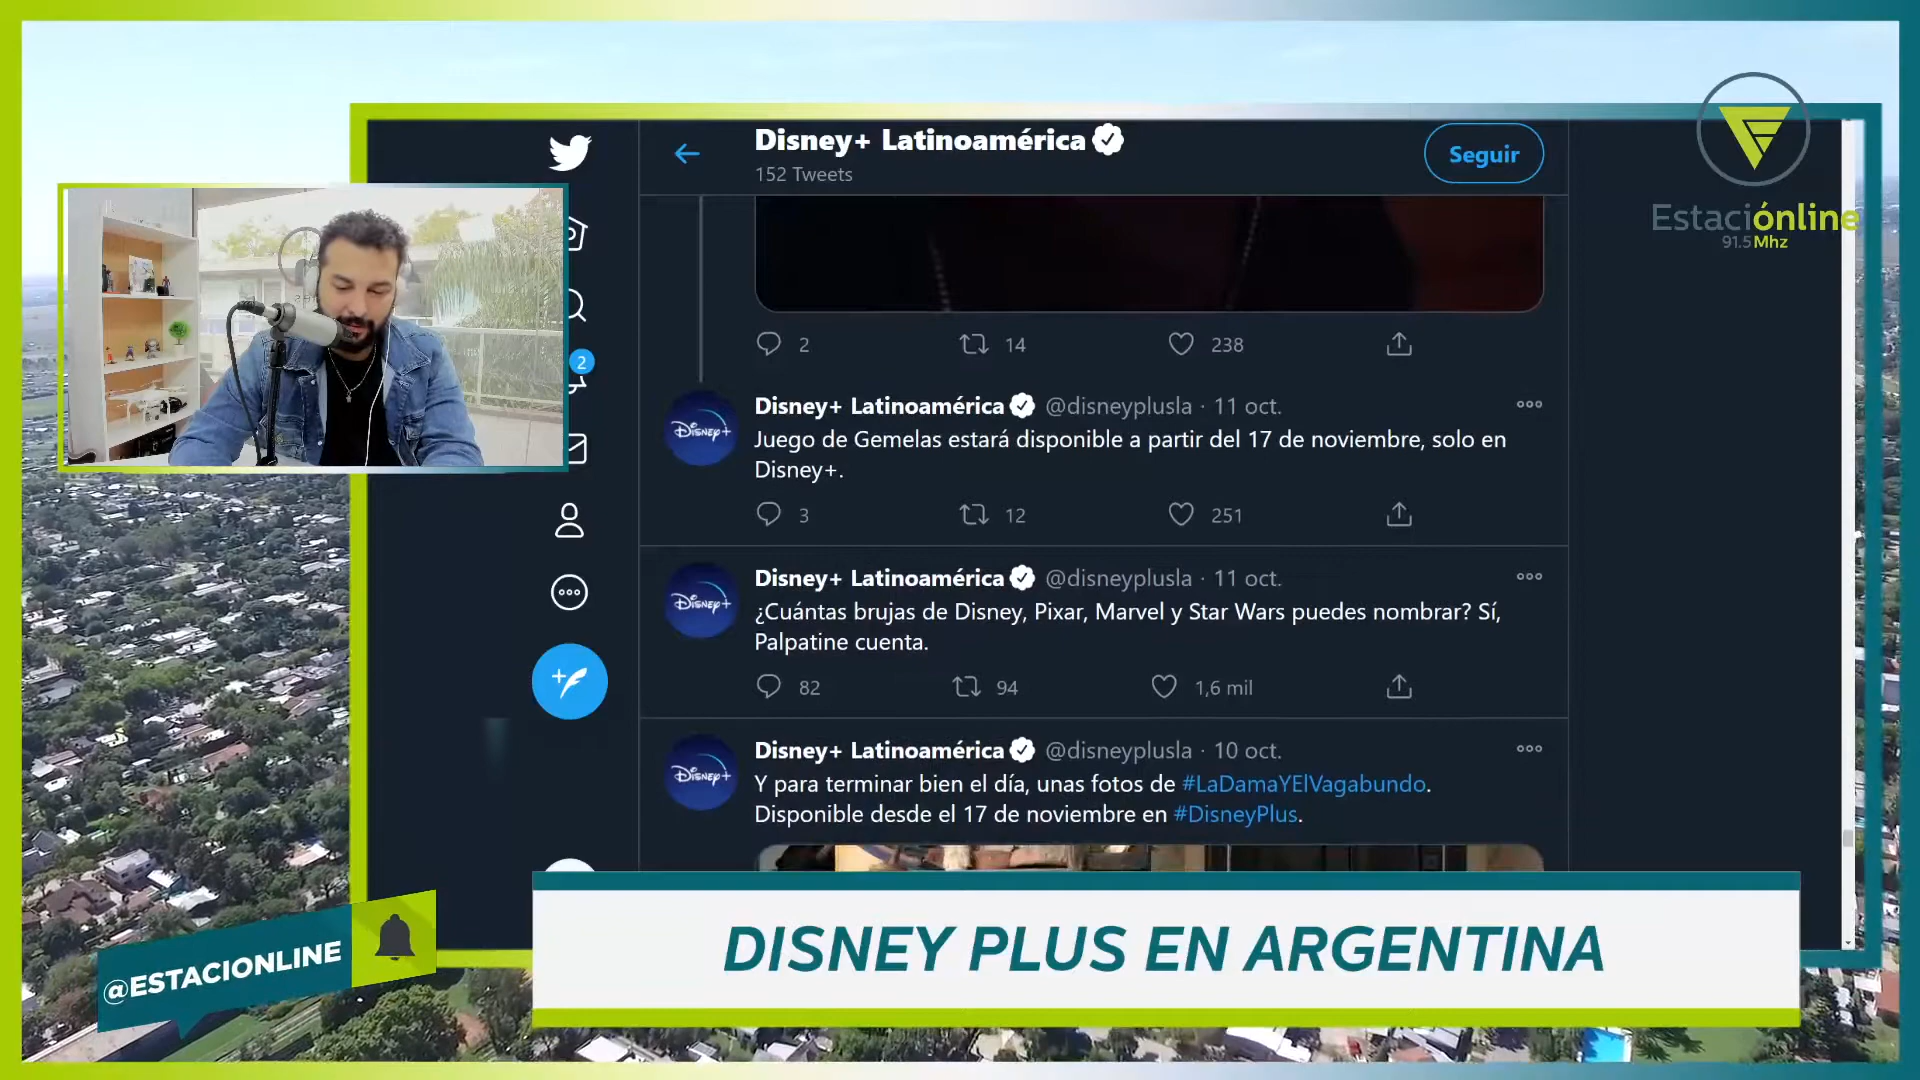 Disney+ Latinoamérica
152 Tweets
Seguir
Estaciónline
91.5 Mhz
2
2
14
238
Disney+ Latinoamérica @disneyplusla · 11 oct.
Juego de Gemelas estará disponible a partir del 17 de noviembre, solo en
Disney+.
3
12
251
Disney+
Disney+ Latinoamérica @disneyplusla · 11 oct.
¿Cuántas brujas de Disney, Pixar, Marvel y Star Wars puedes nombrar? Sí,
Palpatine cuenta.
82
94
1,6 mil
Disney+
Disney+ Latinoamérica @disneyplusla · 10 oct.
Y para terminar bien el día, unas fotos de #LaDamaYElVagabundo.
Disponible desde el 17 de noviembre en #DisneyPlus.
Disney+
@ESTACIONLINE
DISNEY PLUS EN ARGENTINA